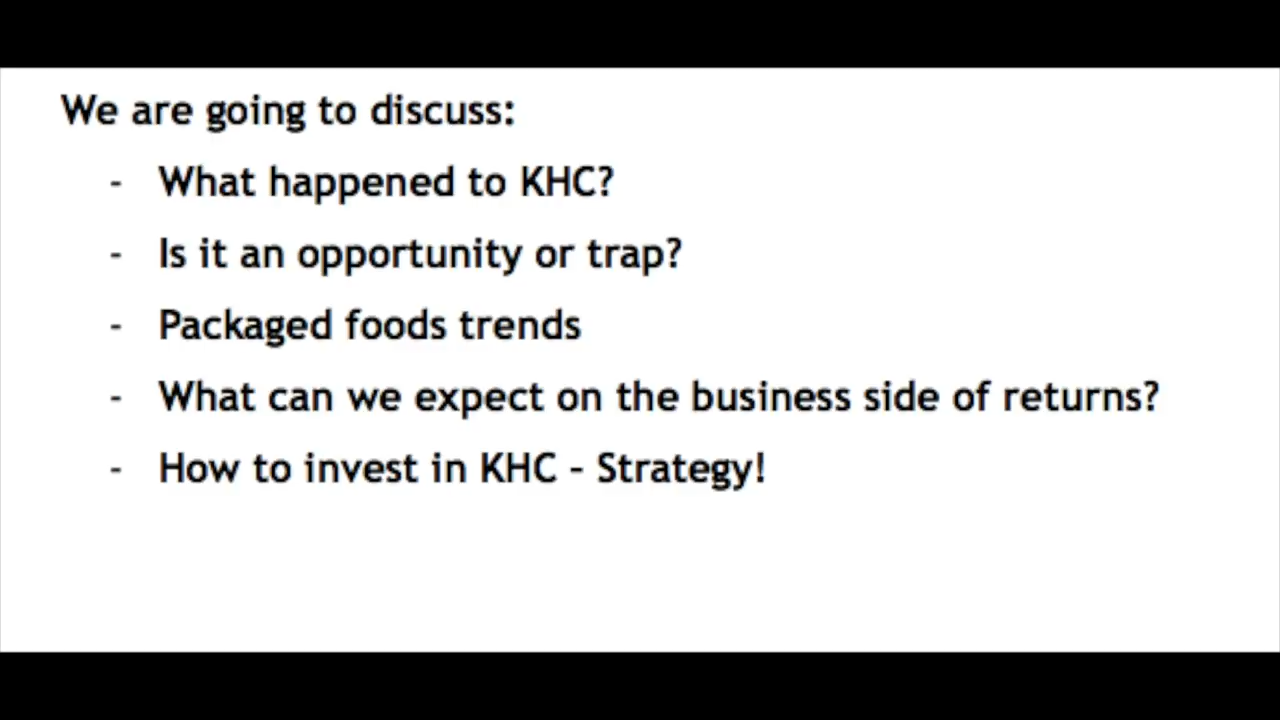 We are going to discuss:
- What happened to KHC?
- Is it an opportunity or trap?
- Packaged foods trends
- What can we expect on the business side of returns?
- How to invest in KHC – Strategy!